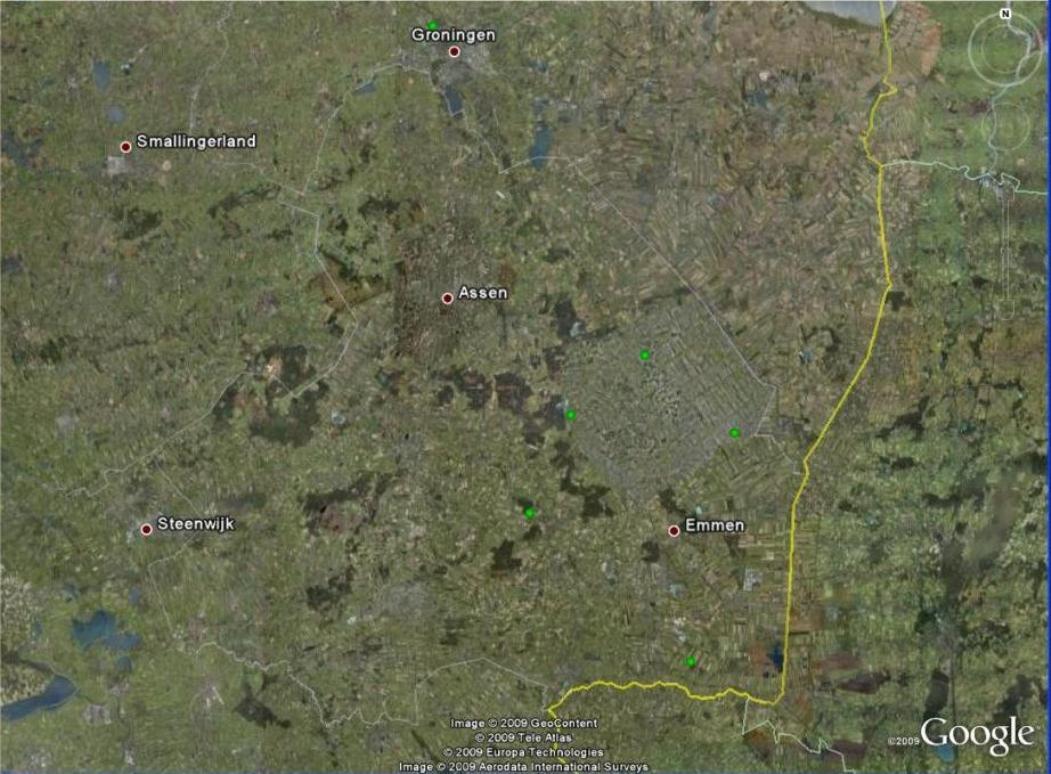 N
Groningen
Smallingerland
Assen
Steenwijk
Emmen
Image © 2009 GeoContent
© 2009 Tele Atlas
© 2009 Europa Technologies
Image © 2009 Aerodata International Surveys
©2009 Google